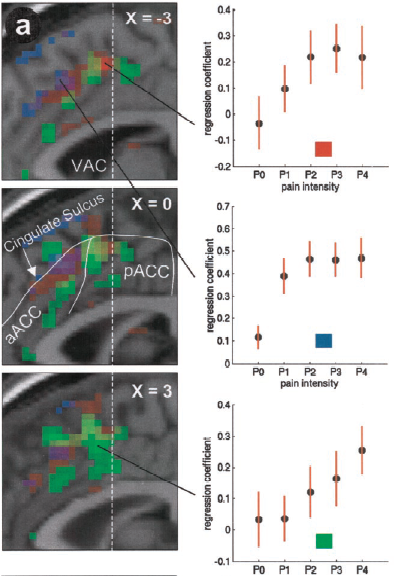 a
X = -3
VAC
0.4
0.3
0.2
0.1
0
-0.1
-0.2
regression coefficient
P0 P1 P2 P3 P4
pain intensity
X = 0
Cingulate Sulcus
aACC
pACC
0.7
0.6
0.5
0.4
0.3
0.2
0.1
0
regression coefficient
P0 P1 P2 P3 P4
pain intensity
X = 3
0.4
0.3
0.2
0.1
0
-0.1
regression coefficient
P0 P1 P2 P3 P4